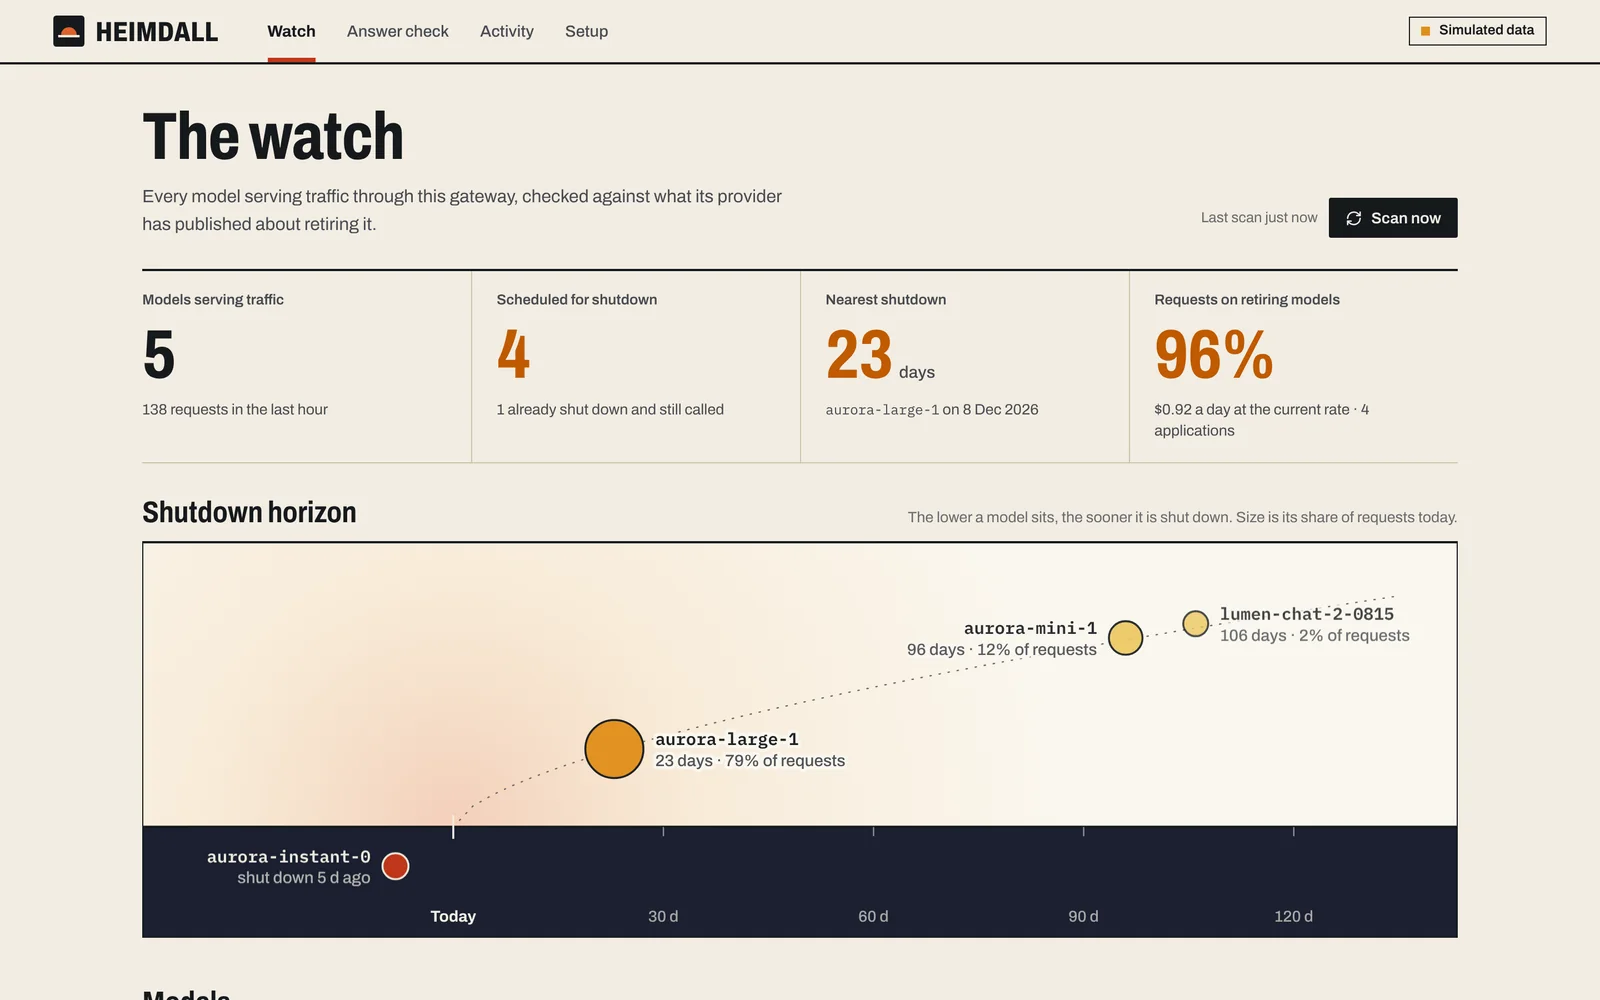 HEIMDALL
Watch
Answer check
Activity
Setup
Simulated data
The watch
Every model serving traffic through this gateway, checked against what its provider
has published about retiring it.
Last scan just now
Scan now
Models serving traffic
5
138 requests in the last hour
Scheduled for shutdown
4
1 already shut down and still called
Nearest shutdown
23 days
aurora-large-1 on 8 Dec 2026
Requests on retiring models
96%
$0.92 a day at the current rate · 4
applications
Shutdown horizon
The lower a model sits, the sooner it is shut down. Size is its share of requests today.
lumen-chat-2-0815
106 days · 2% of requests
aurora-mini-1
96 days · 12% of requests
aurora-large-1
23 days · 79% of requests
aurora-instant-0
shut down 5 d ago
Today
30 d
60 d
90 d
120 d
Models